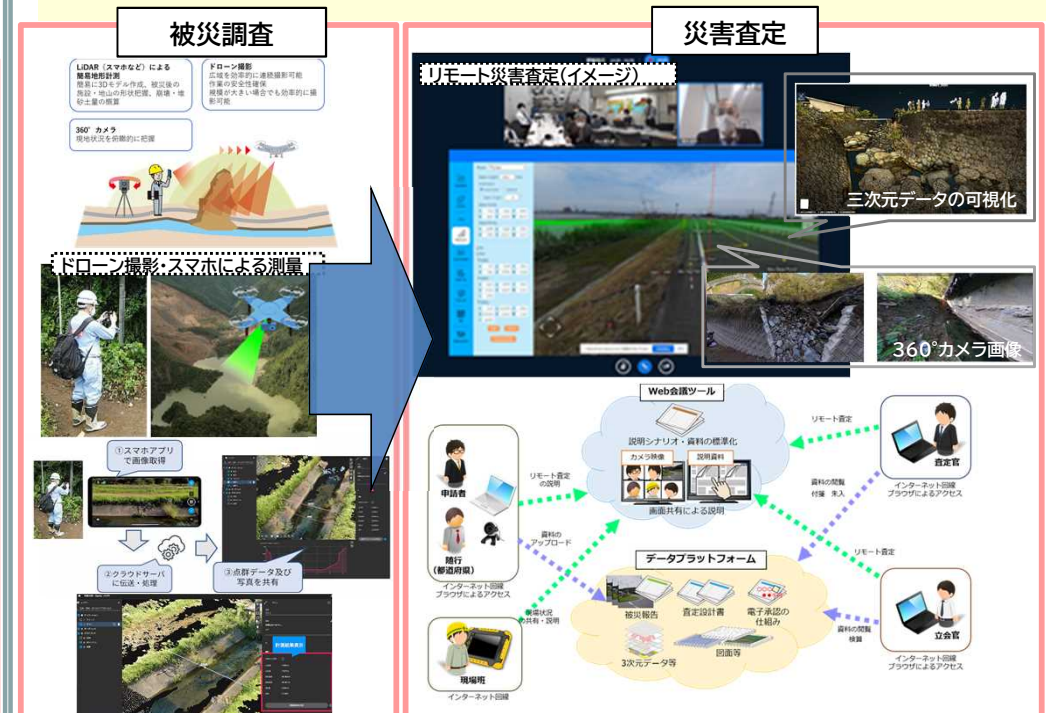 被災調査
LiDAR（スマホなど）による
簡易地形計測
簡易に3Dモデル作成、被災後の
施設・地山の形状把握、崩壊・堆
砂土量の概算
ドローン撮影
広域を効率的に連続撮影可能
作業の安全性確保
規模が大きい場合でも効率的に撮
影可能
360°カメラ
現地状況を俯瞰的に把握
ドローン撮影・スマホによる測量
①スマホアプリ
で画像取得
②クラウドサーバ
に伝送・処理
③点群データ及び
写真を共有
計測結果表示
災害査定
リモート災害査定(イメージ)
三次元データの可視化
360°カメラ画像
Web会議ツール
説明シナリオ・資料の標準化
カメラ映像
説明資料
画面共有による説明
申請者
随行
(都道府県)
インターネット回線
ブラウザによるアクセス
リモート査定
の説明
資料の
アップロード
現場状況
の共有・説明
現場班
インターネット回線
データプラットフォーム
被災報告
査定設計書
電子承認の
仕組み
3次元データ等
図面等
リモート査定
資料の閲覧
付箋 朱入
査定官
インターネット回線
ブラウザによるアクセス
リモート査定
資料の閲覧
検算
立会官
インターネット回線
ブラウザによるアクセス